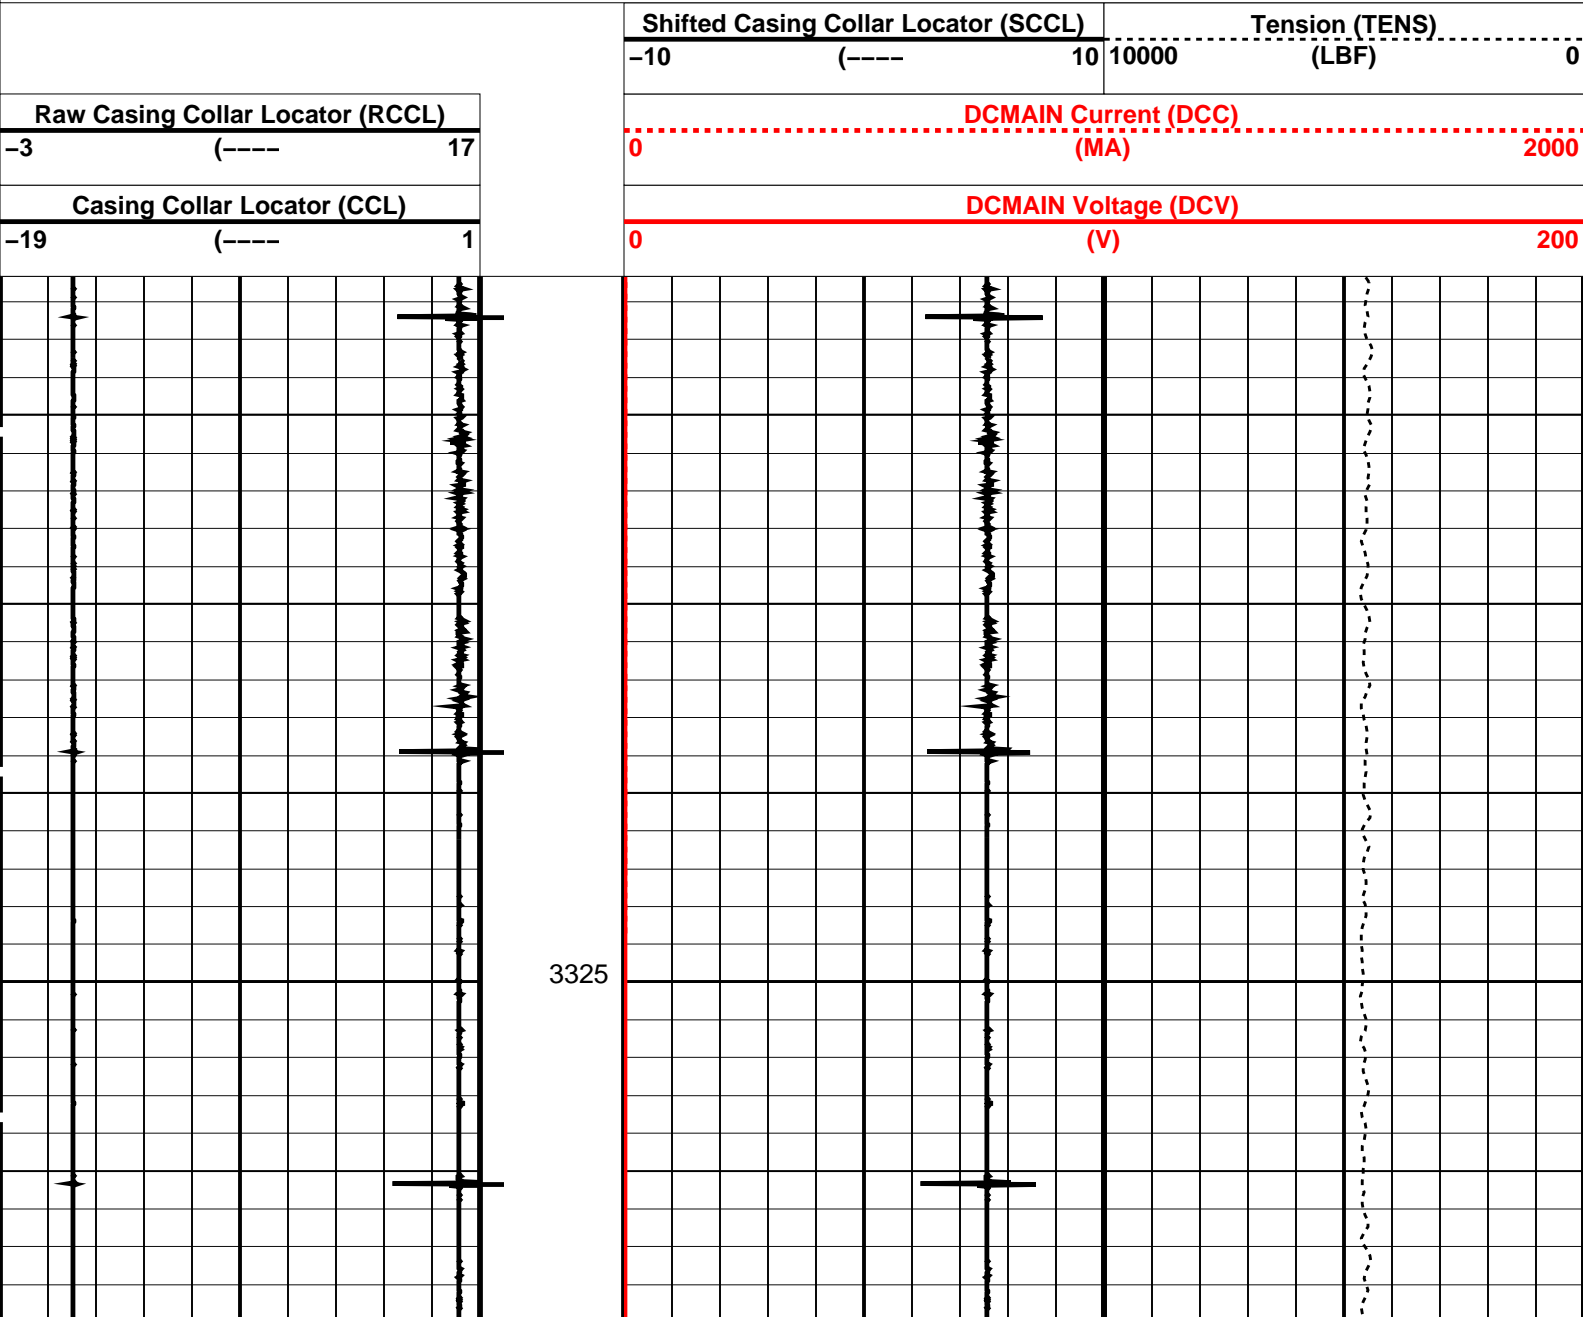 Shifted Casing Collar Locator (SCCL) Tension (TENS)
−10 (−−−− 10 10000 (LBF) 0
Raw Casing Collar Locator (RCCL) DCMAIN Current (DCC)
−3 (−−−− 17 0 (MA) 2000
Casing Collar Locator (CCL) DCMAIN Voltage (DCV)
−19 (−−−− 1 0 (V) 200
3325